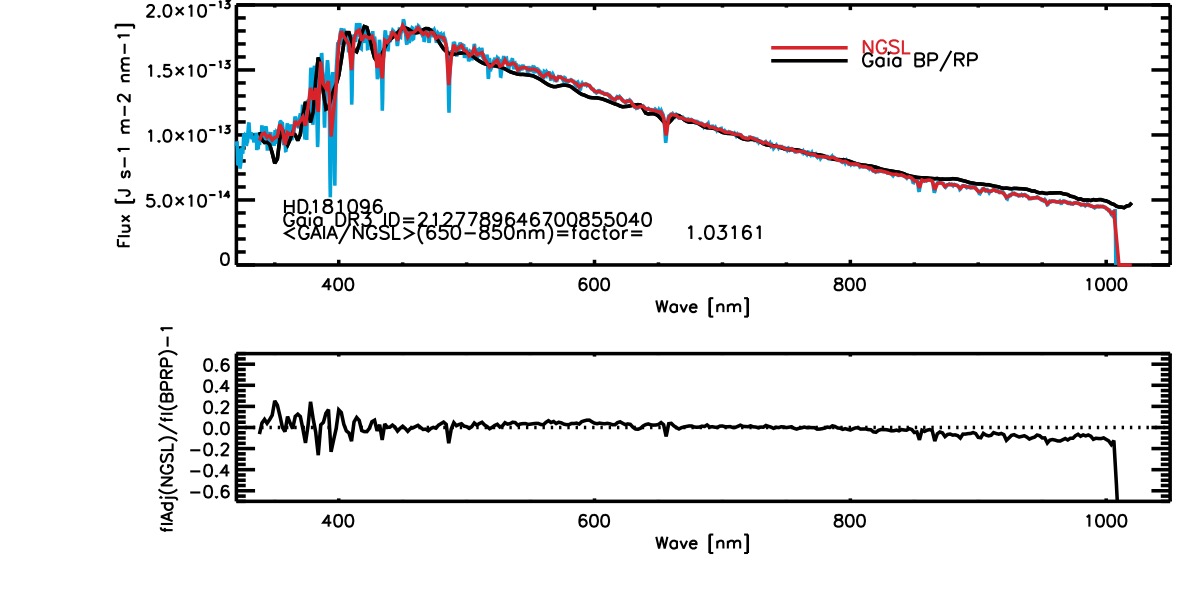 2.0×10−13
1.5×10−13
1.0×10−13
5.0×10−14
0
Flux [J s−1 m−2 nm−1]
NGSL
Gaia BP/RP
HD181096
Gaia DR3 ID=2127789646700855040
<GAIA/NGSL>(650−850nm)=factor= 1.03161
400 600 800 1000
Wave [nm]
0.6
0.4
0.2
0.0
−0.2
−0.4
−0.6
flAdj(NGSL)/fl(BPRP)−1
400 600 800 1000
Wave [nm]